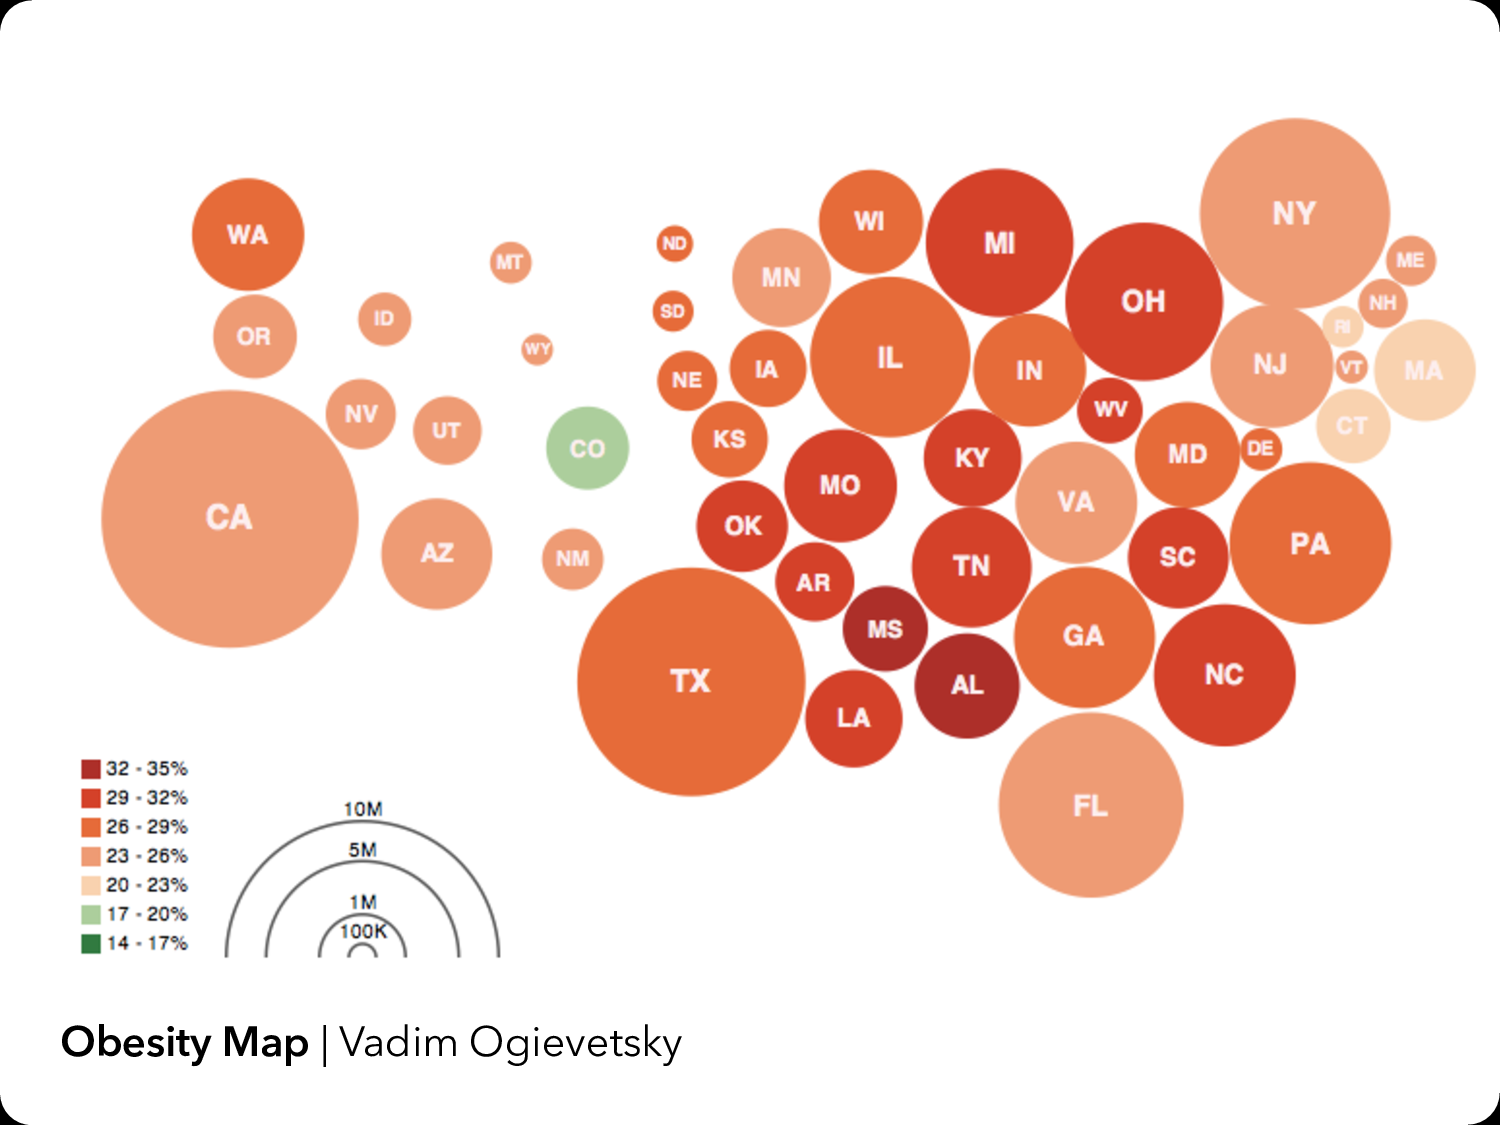 NY
WA
WI
MI
ND
ME
MT
MN
OH
NH
SD
ID
RI
OR
WY
IL
IN
NJ
VT
MA
IA
NE
NV
UT
WV
CT
KS
CO
KY
MD
DE
MO
VA
CA
OK
AZ
NM
AR
TN
SC
PA
MS
GA
TX
AL
NC
LA
FL
32 - 35%
29 - 32%
26 - 29%
23 - 26%
20 - 23%
17 - 20%
14 - 17%
10M
5M
1M
100K
Obesity Map | Vadim Ogievetsky